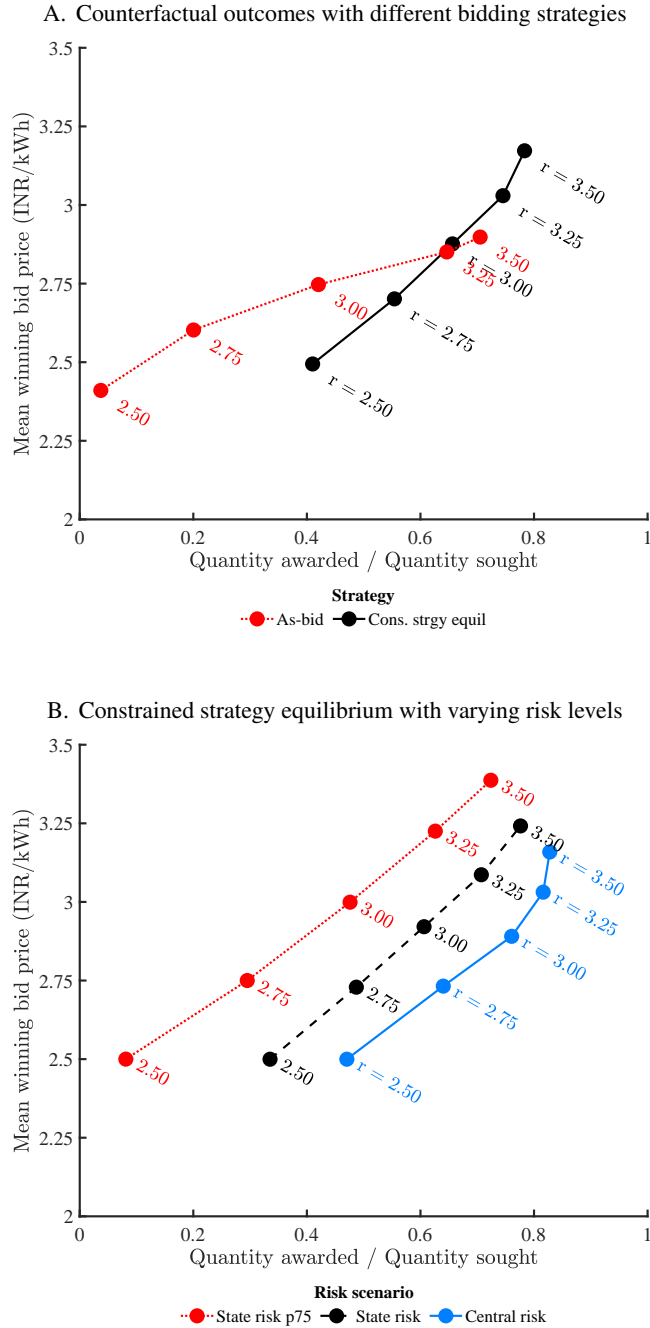 A. Counterfactual outcomes with different bidding strategies
3.5
3.25
3
2.75
2.5
2.25
2
Mean winning bid price (INR/kWh)
r = 3.50
r = 3.25
r = 3.00
r = 2.75
r = 2.50
3.50
3.25
3.00
2.75
2.50
0 0.2 0.4 0.6 0.8 1
Quantity awarded / Quantity sought
Strategy
As-bid Cons. strgy equil
B. Constrained strategy equilibrium with varying risk levels
3.5
3.25
3
2.75
2.5
2.25
2
Mean winning bid price (INR/kWh)
3.50
3.25
3.00
2.75
2.50
3.50
3.25
3.00
2.75
2.50
r = 3.50
r = 3.25
r = 3.00
r = 2.75
r = 2.50
0 0.2 0.4 0.6 0.8 1
Quantity awarded / Quantity sought
Risk scenario
State risk p75 State risk Central risk